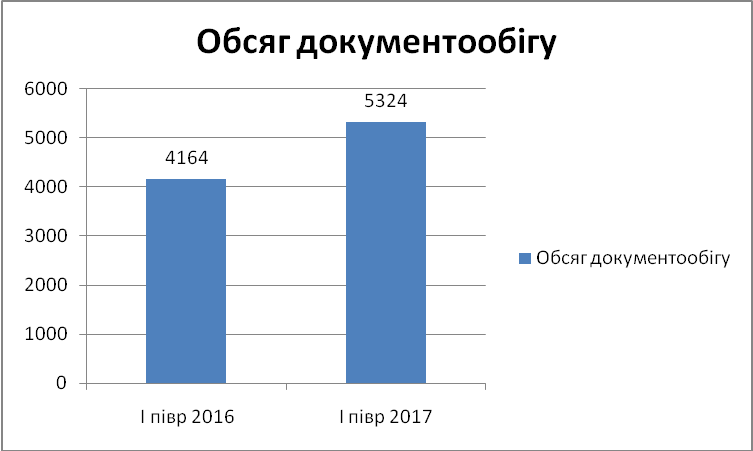 Обсяг документообігу
6000
5000
4000
3000
2000
1000
0
4164
5324
І півр 2016
І півр 2017
Обсяг документообігу